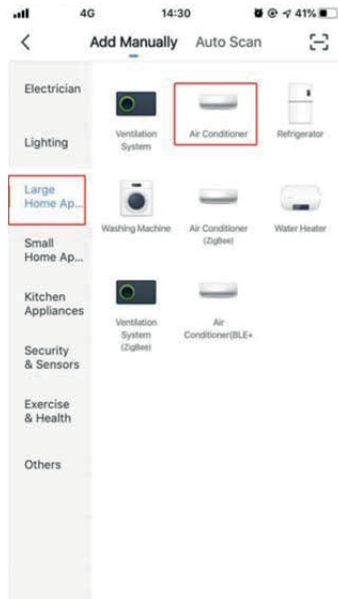 4G 14:30 41%
Add Manually Auto Scan
Electrician
Lighting
Large
Home Ap...
Small
Home Ap...
Kitchen
Appliances
Security
& Sensors
Exercise
& Health
Others
Ventilation
System
Air Conditioner
Refrigerator
Washing Machine
Air Conditioner
(ZigBee)
Water Heater
Ventilation
System
(ZigBee)
Air
Conditioner(BLE+